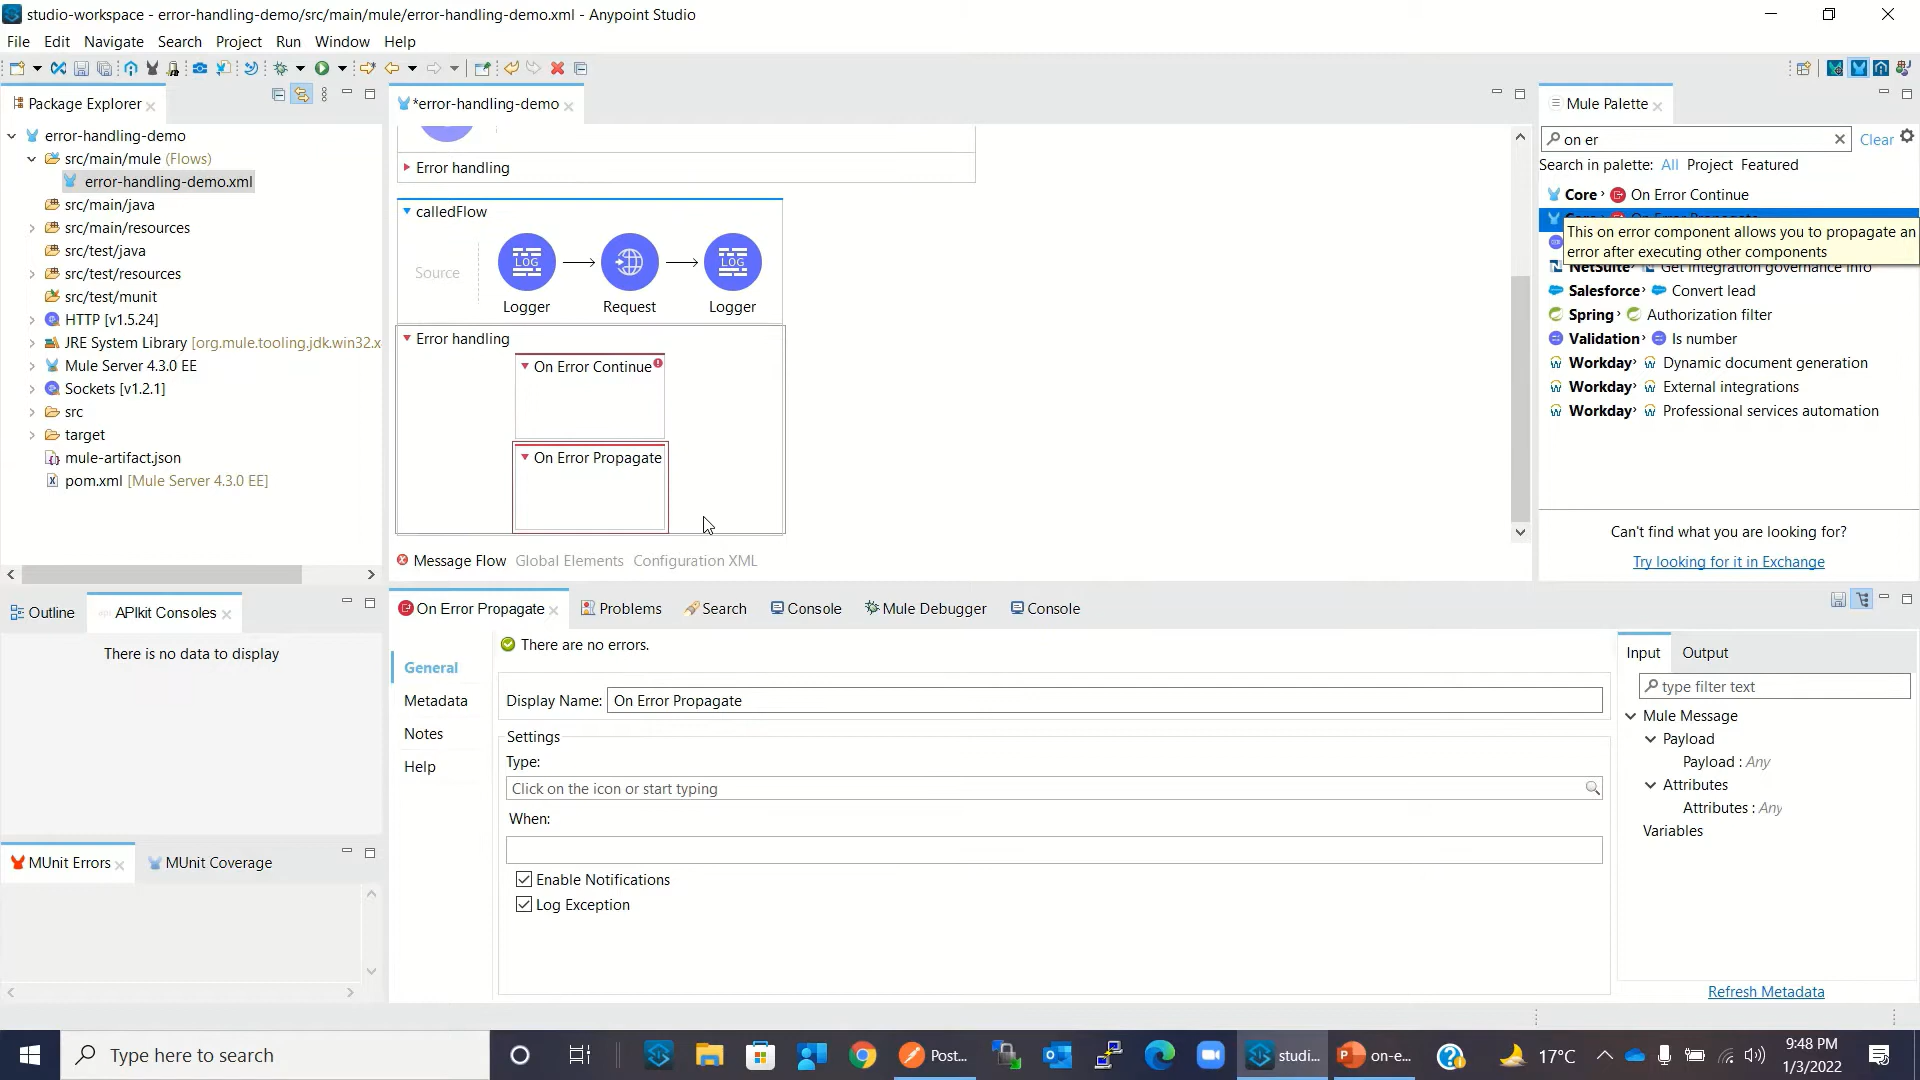 studio-workspace - error-handling-demo/src/main/mule/error-handling-demo.xml - Anypoint Studio
File Edit Navigate Search Project Run Window Help
Package Explorer
error-handling-demo
src/main/mule (Flows)
error-handling-demo.xml
src/main/java
src/main/resources
src/test/java
src/test/resources
src/test/munit
HTTP [v1.5.24]
JRE System Library [org.mule.tooling.jdk.win32.x
Mule Server 4.3.0 EE
Sockets [v1.2.1]
src
target
mule-artifact.json
pom.xml [Mule Server 4.3.0 EE]
*error-handling-demo
Error handling
calledFlow
Source
LOG
LOG
Logger
Request
Logger
Error handling
On Error Continue
On Error Propagate
Message Flow Global Elements Configuration XML
Mule Palette
on er
Clear
Search in palette: All Project Featured
Core On Error Continue
This on error component allows you to propagate an
error after executing other components
NetSuite Get integration governance info
Salesforce Convert lead
Spring Authorization filter
Validation Is number
Workday Dynamic document generation
Workday External integrations
Workday Professional services automation
Can't find what you are looking for?
Try looking for it in Exchange
Outline APIkit Consoles
There is no data to display
MUnit Errors MUnit Coverage
On Error Propagate Problems Search Console Mule Debugger Console
There are no errors.
General
Metadata
Notes
Help
Display Name: On Error Propagate
Settings
Type:
Click on the icon or start typing
When:
Enable Notifications
Log Exception
Input Output
type filter text
Mule Message
Payload
Payload : Any
Attributes
Attributes : Any
Variables
Refresh Metadata
Type here to search
Post...
studi...
on-e...
17°C
9:48 PM
1/3/2022